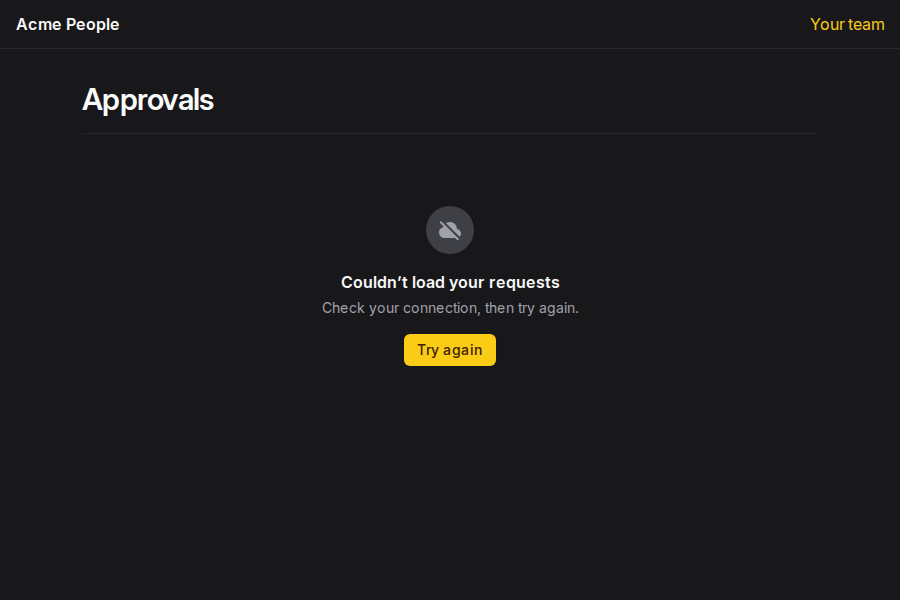 Acme People
Your team
Approvals
Couldn’t load your requests
Check your connection, then try again.
Try again